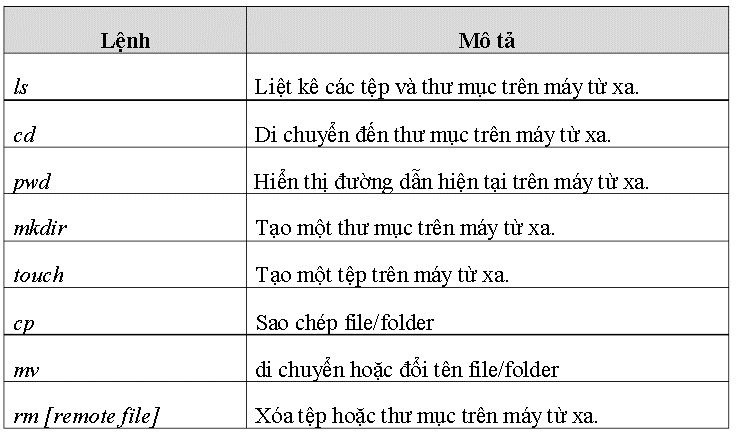 Lệnh Mô tả
ls Liệt kê các tệp và thư mục trên máy từ xa.
cd Di chuyển đến thư mục trên máy từ xa.
pwd Hiển thị đường dẫn hiện tại trên máy từ xa.
mkdir Tạo một thư mục trên máy từ xa.
touch Tạo một tệp trên máy từ xa.
cp Sao chép file/folder
mv di chuyển hoặc đổi tên file/folder
rm [remote file] Xóa tệp hoặc thư mục trên máy từ xa.